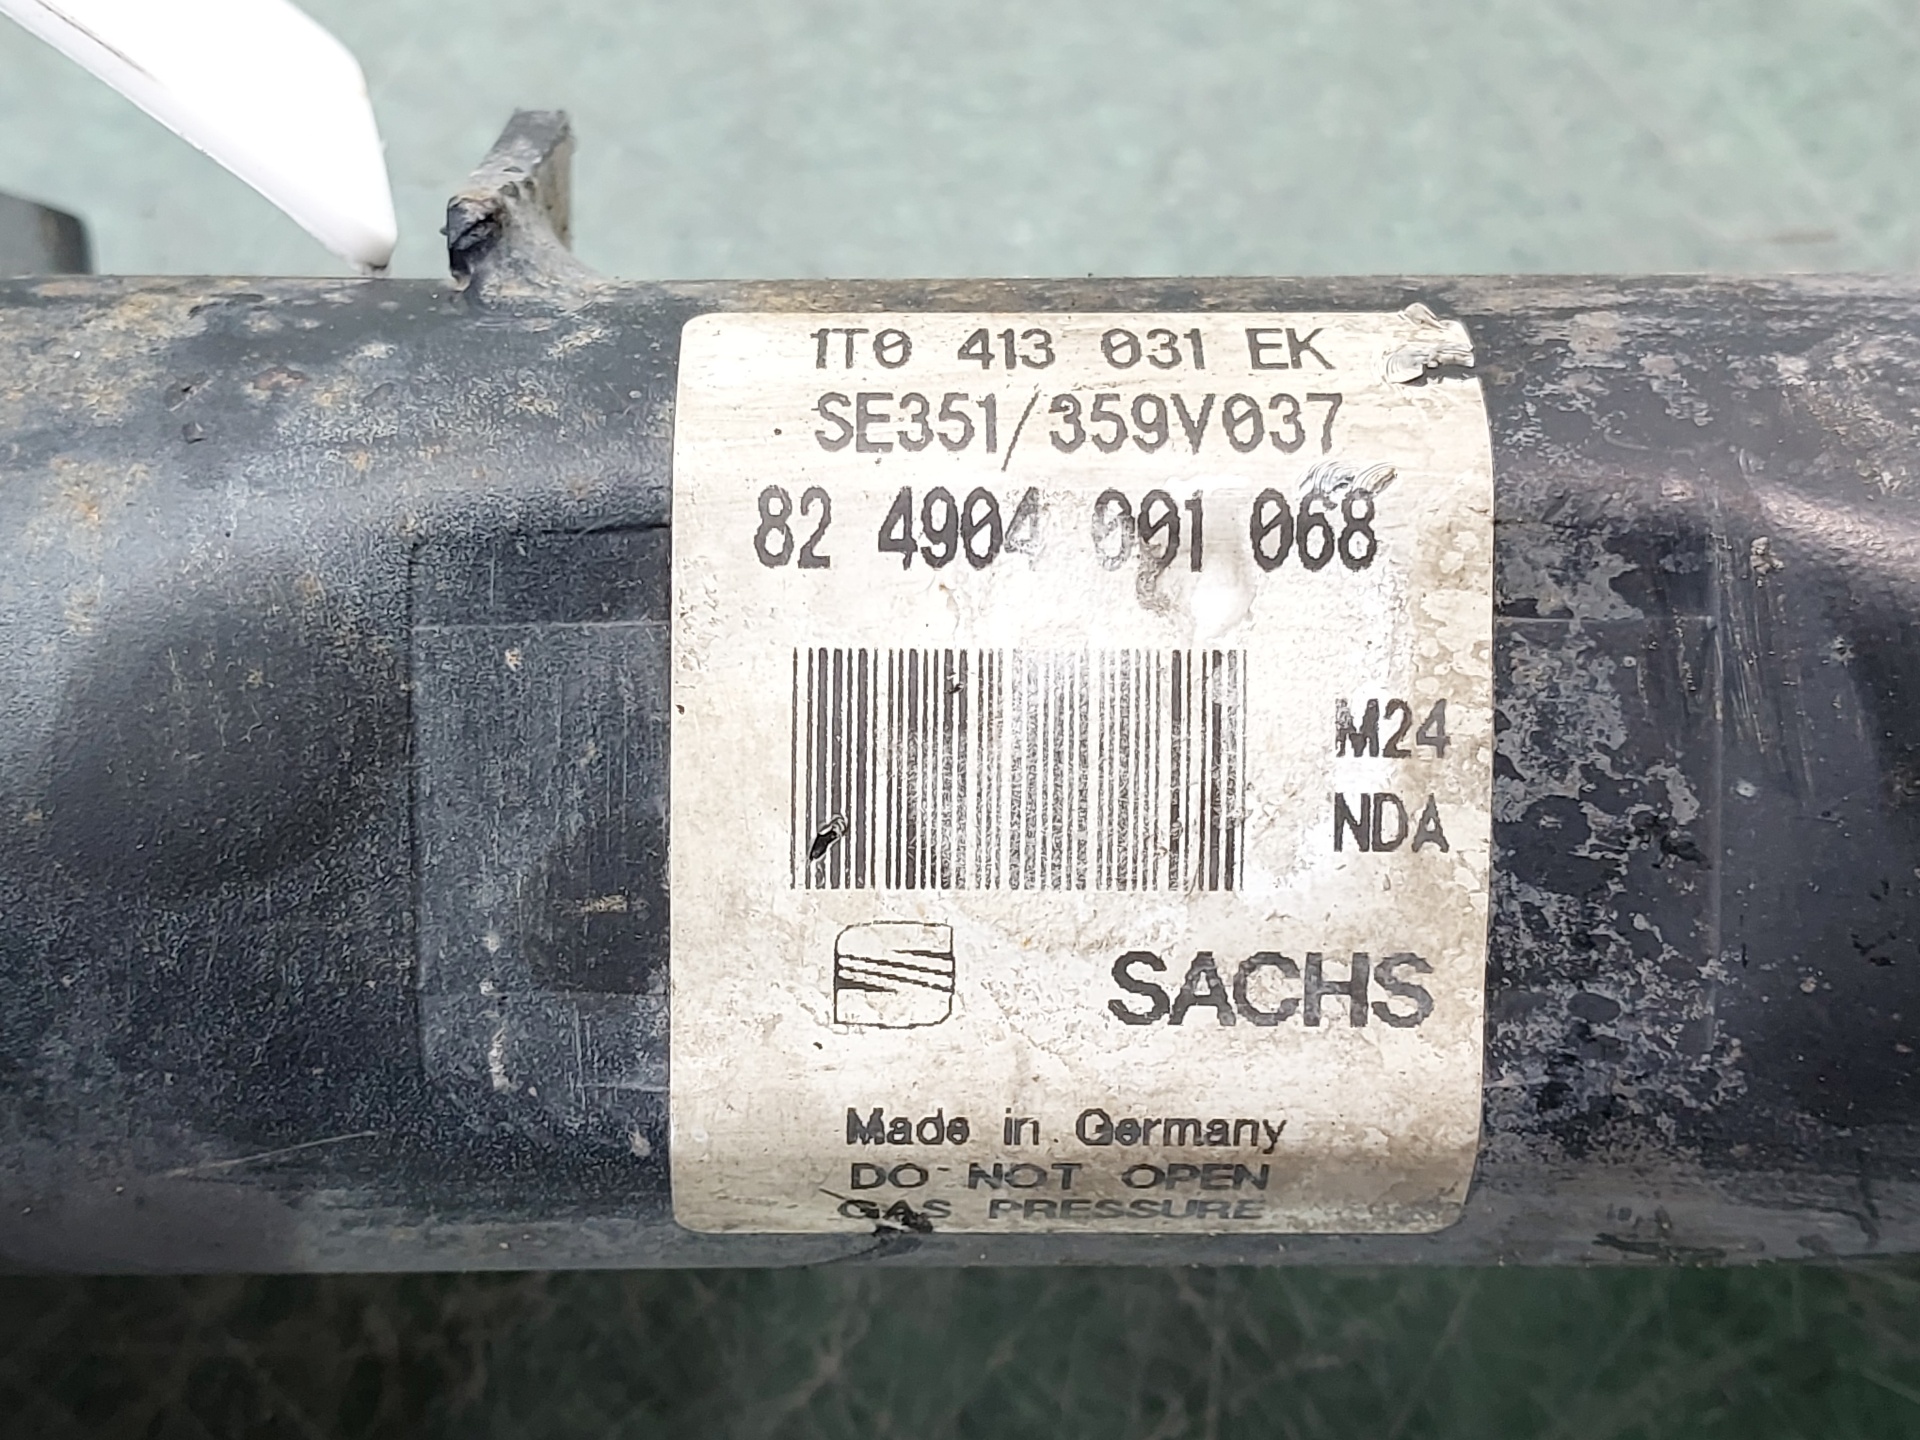 1T0 413 031 EK
SE351/359V037
82 4904 001 068
M24
NDA
SACHS
Made in Germany
DO NOT OPEN
GAS PRESSURE